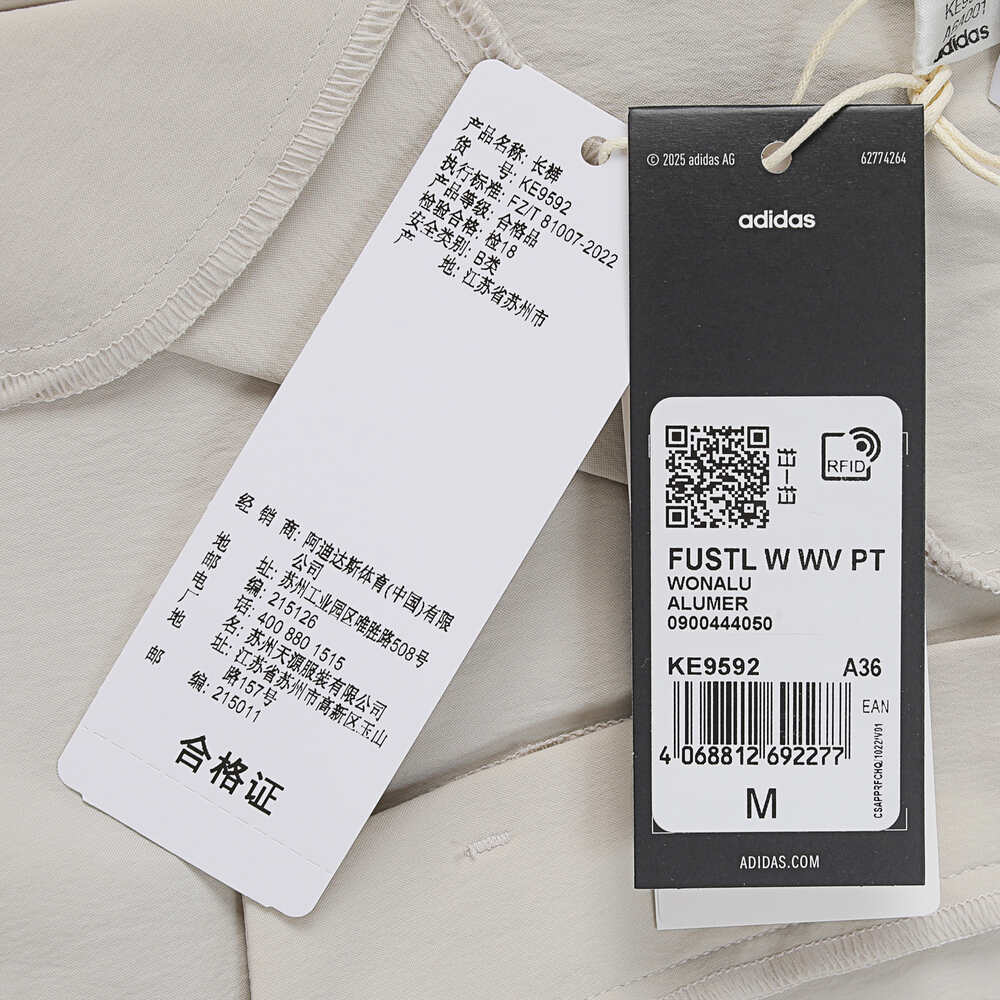 产品名称: 长裤
货 号: KE9592
执行标准: FZ/T 81007-2022
产品等级: 合格品
检验合格: 检18
安全类别: B类
产 地: 江苏省苏州市
经 销 商: 阿迪达斯体育(中国)有限
公司
地 址: 苏州工业园区唯胜路508号
邮 编: 215126
电 话: 400 880 1515
厂 名: 苏州天源服装有限公司
地 址: 江苏省苏州市高新区玉山
路157号
邮 编: 215011
合格证
© 2025 adidas AG
62774264
adidas
扫一扫
RFID
FUSTL W WV PT
WONALU
ALUMER
0900444050
KE9592 A36
EAN
4 068812 692277
CSAPPRFCHQ/1022/V01
M
ADIDAS.COM
adidas